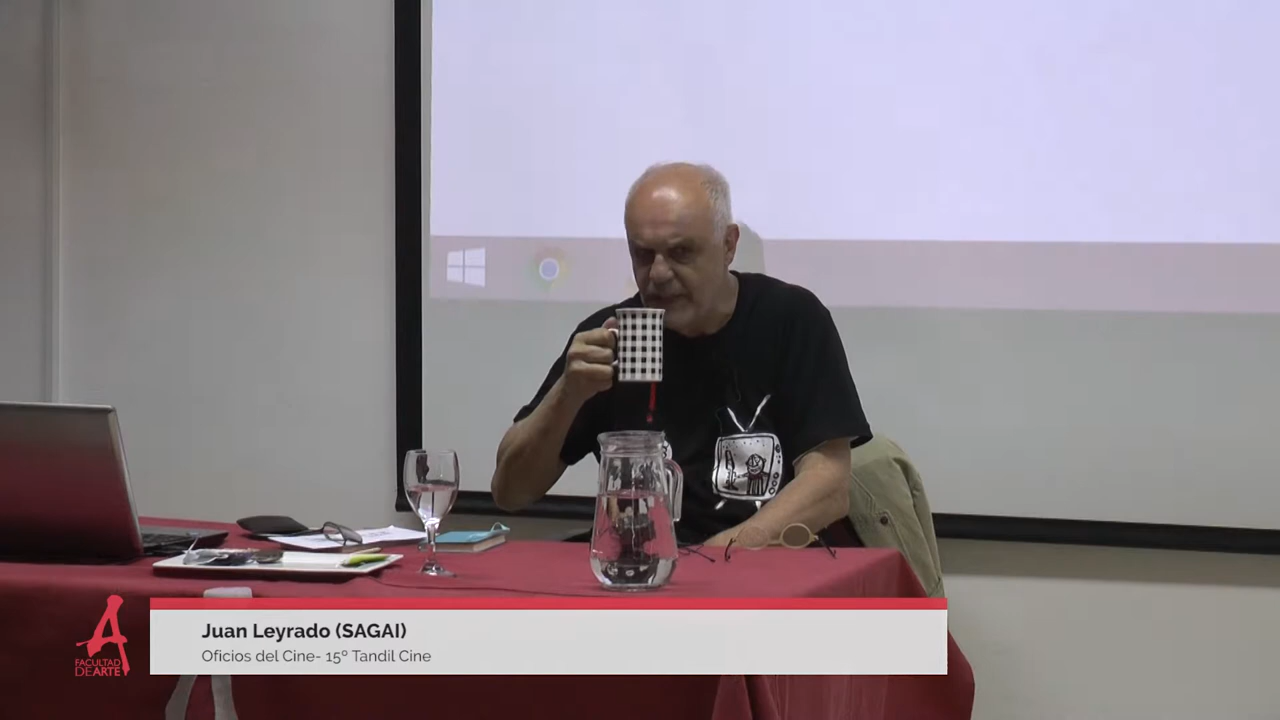 Juan Leyrado (SAGAI)
Oficios del Cine- 15º Tandil Cine
FACULTAD
DE ARTE